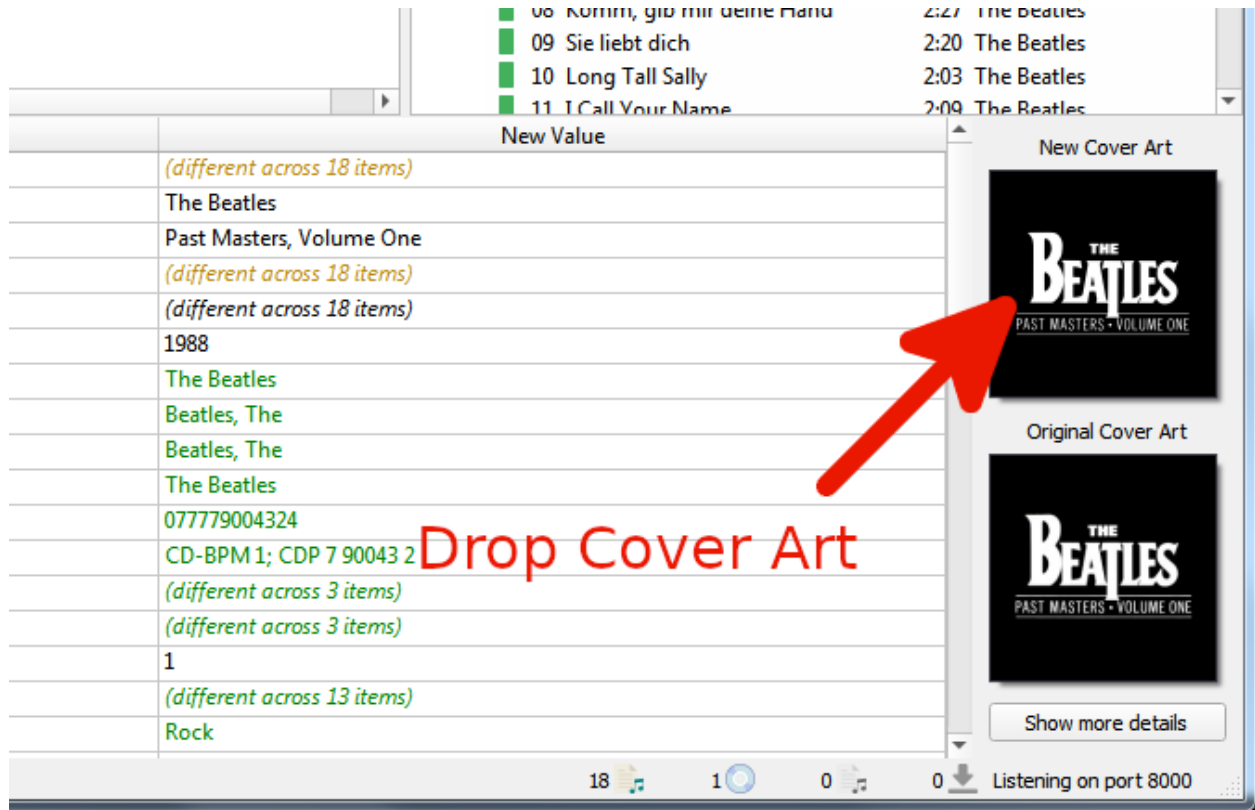 08 Komm, gib mir deine Hand 2:27 The Beatles
09 Sie liebt dich 2:20 The Beatles
10 Long Tall Sally 2:03 The Beatles
11 I Call Your Name 2:09 The Beatles
New Value
(different across 18 items)
The Beatles
Past Masters, Volume One
(different across 18 items)
(different across 18 items)
1988
The Beatles
Beatles, The
Beatles, The
The Beatles
077779004324
CD-BPM 1; CDP 7 90043 2
(different across 3 items)
(different across 3 items)
1
(different across 13 items)
Rock
Drop Cover Art
New Cover Art
THE
BEATLES
PAST MASTERS • VOLUME ONE
Original Cover Art
THE
BEATLES
PAST MASTERS • VOLUME ONE
Show more details
18 1 0 0 Listening on port 8000